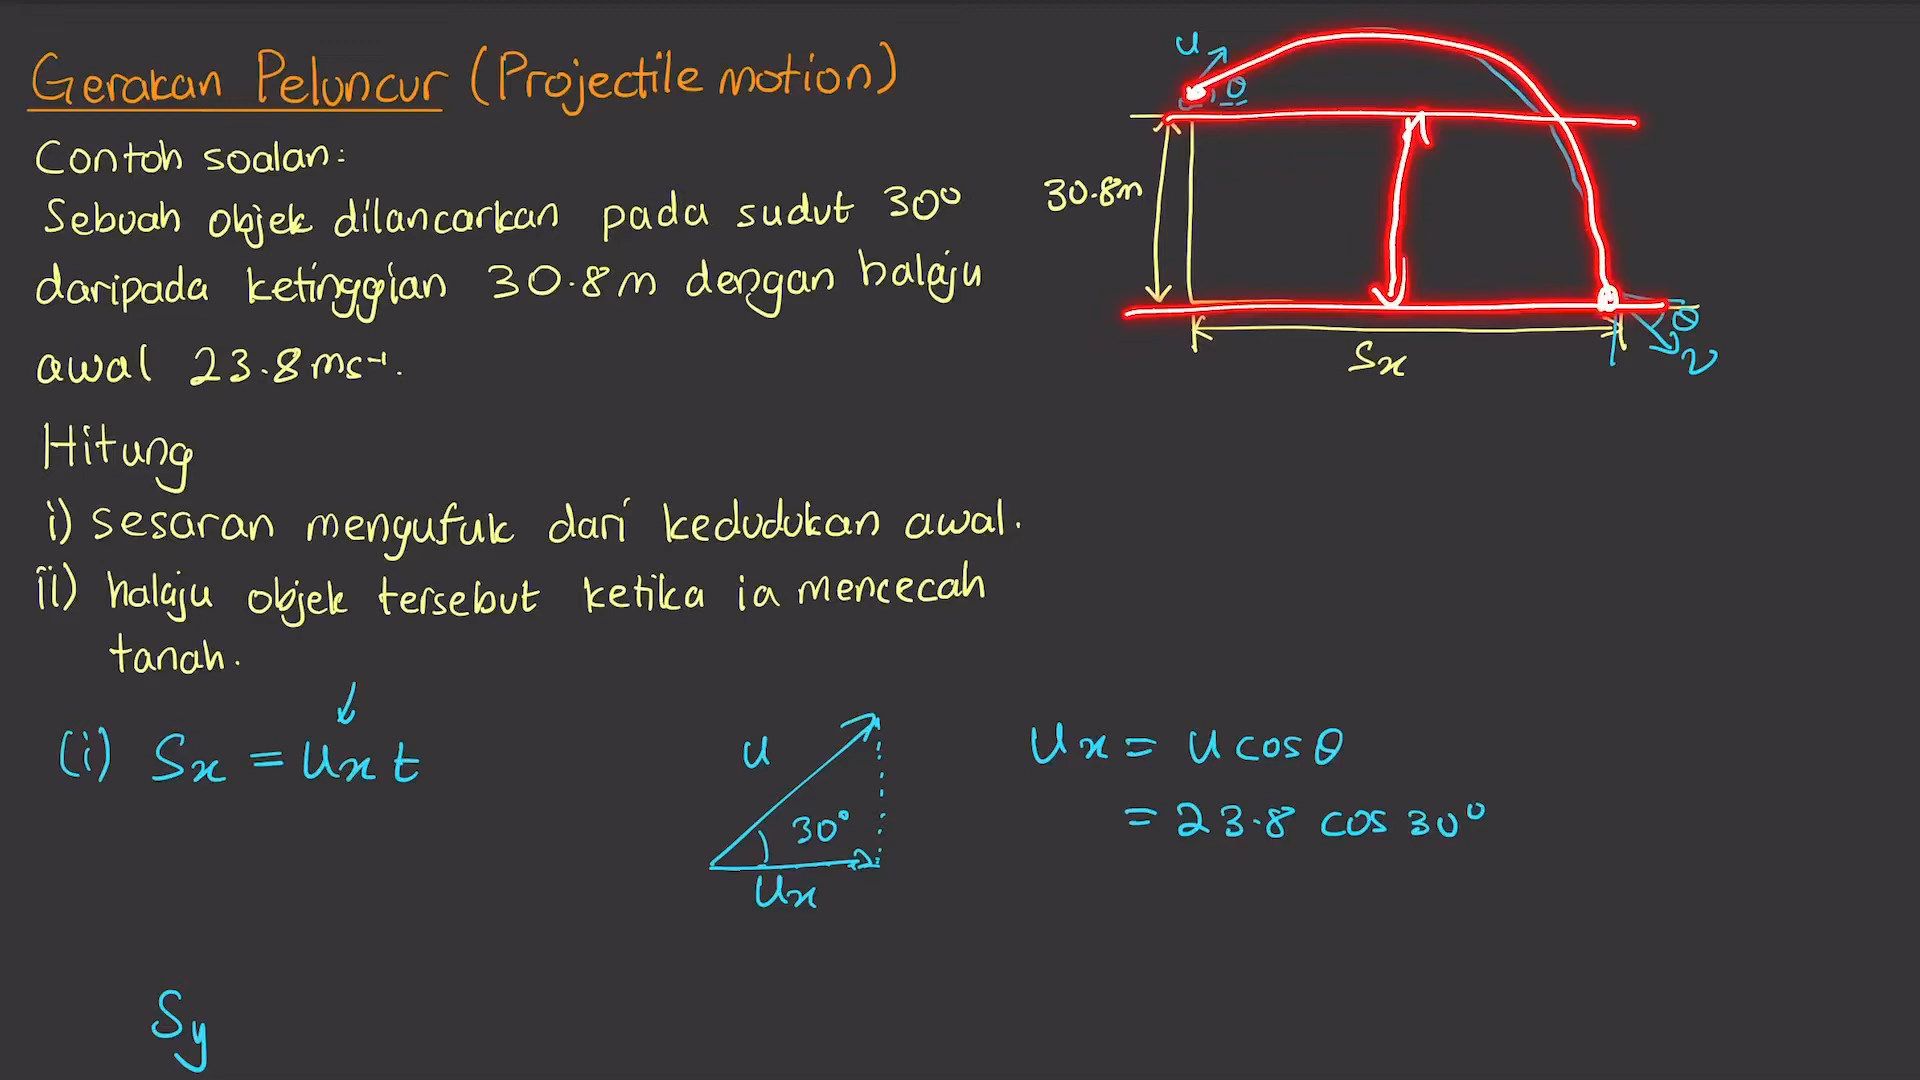 Gerakan Peluncur (Projectile motion)
Contoh soalan:
Sebuah objek dilancarkan pada sudut 30°
daripada ketinggian 30.8m dengan halaju
awal 23.8 ms⁻¹.
Hitung
i) sesaran mengufuk dari kedudukan awal.
ii) halaju objek tersebut ketika ia mencecah
tanah.
u
θ
30.8m
Sx
θ
v
(i) Sx = Ux t
u
30°
Ux
Ux = u cos θ
= 23.8 cos 30°
Sy